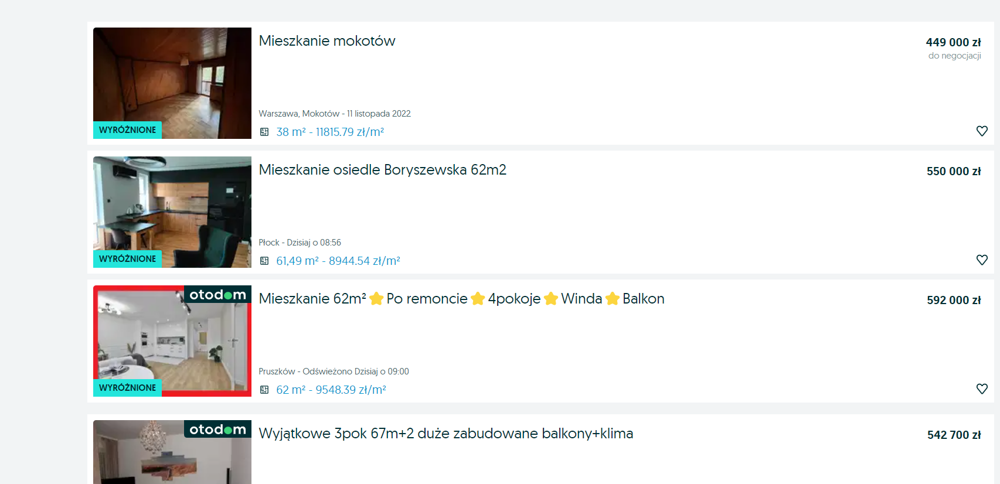 Mieszkanie mokotów
449 000 zł
do negocjacji
Warszawa, Mokotów - 11 listopada 2022
WYRÓŻNIONE
38 m² - 11815.79 zł/m²
Mieszkanie osiedle Boryszewska 62m2
550 000 zł
Płock - Dzisiaj o 08:56
WYRÓŻNIONE
61,49 m² - 8944.54 zł/m²
otodom
Mieszkanie 62m²⭐Po remoncie⭐4pokoje⭐Winda⭐Balkon
592 000 zł
Pruszków - Odświeżono Dzisiaj o 09:00
WYRÓŻNIONE
62 m² - 9548.39 zł/m²
otodom
Wyjątkowe 3pok 67m+2 duże zabudowane balkony+klima
542 700 zł